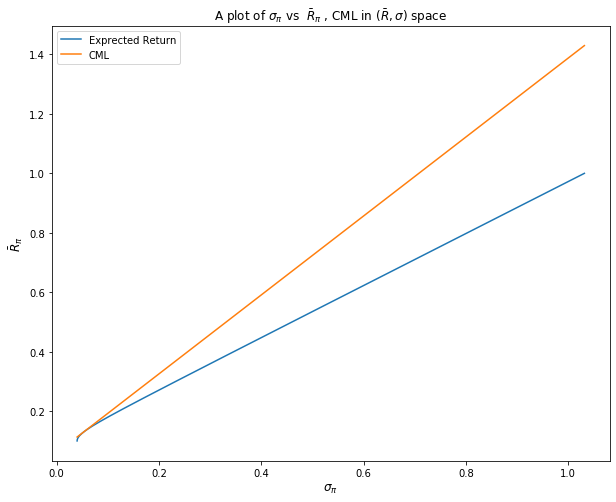 A plot of σπ vs R̄π , CML in (R̄, σ) space
Exprected Return
CML
1.4
1.2
1.0
0.8
0.6
0.4
0.2
R̄π
0.0
0.2
0.4
0.6
0.8
1.0
σπ